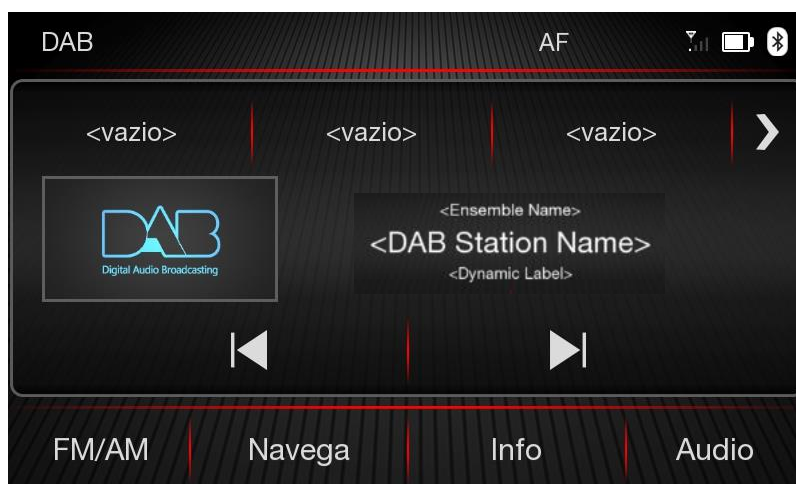 DAB AF
<vazio> <vazio> <vazio>
DAB
Digital Audio Broadcasting
<Ensemble Name>
<DAB Station Name>
<Dynamic Label>
FM/AM Navega Info Audio